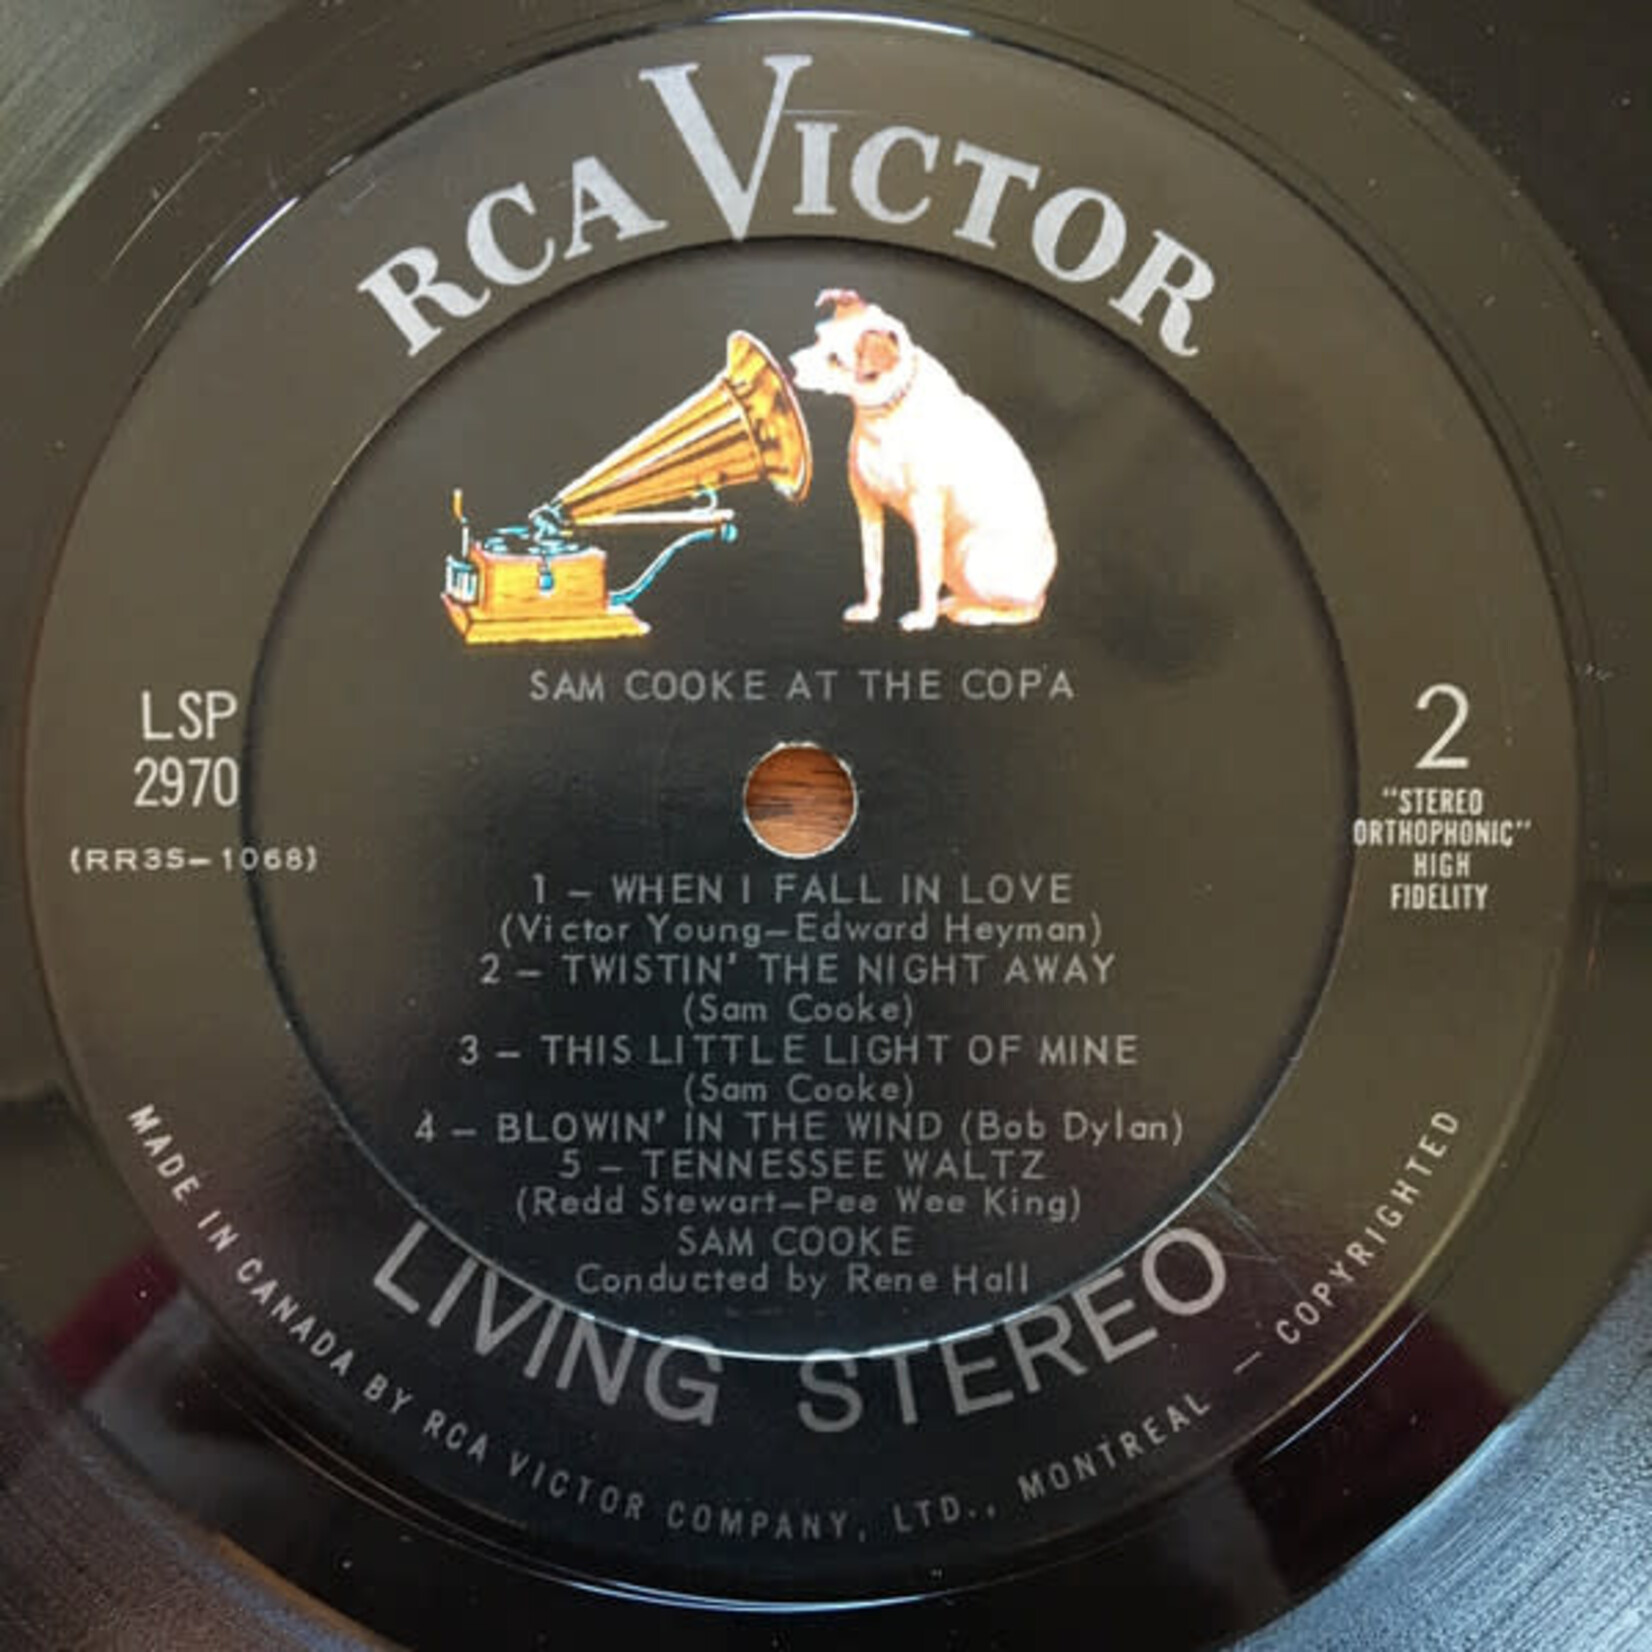 RCA VICTOR
SAM COOKE AT THE COPA
LSP
2970
(RR3S-1068)
2
"STEREO
ORTHOPHONIC"
HIGH
FIDELITY
1 - WHEN I FALL IN LOVE
(Victor Young-Edward Heyman)
2 - TWISTIN' THE NIGHT AWAY
(Sam Cooke)
3 - THIS LITTLE LIGHT OF MINE
(Sam Cooke)
4 - BLOWIN' IN THE WIND (Bob Dylan)
5 - TENNESSEE WALTZ
(Redd Stewart-Pee Wee King)
SAM COOKE
Conducted by Rene Hall
LIVING STEREO
MADE IN CANADA BY RCA VICTOR COMPANY, LTD., MONTREAL - COPYRIGHTED